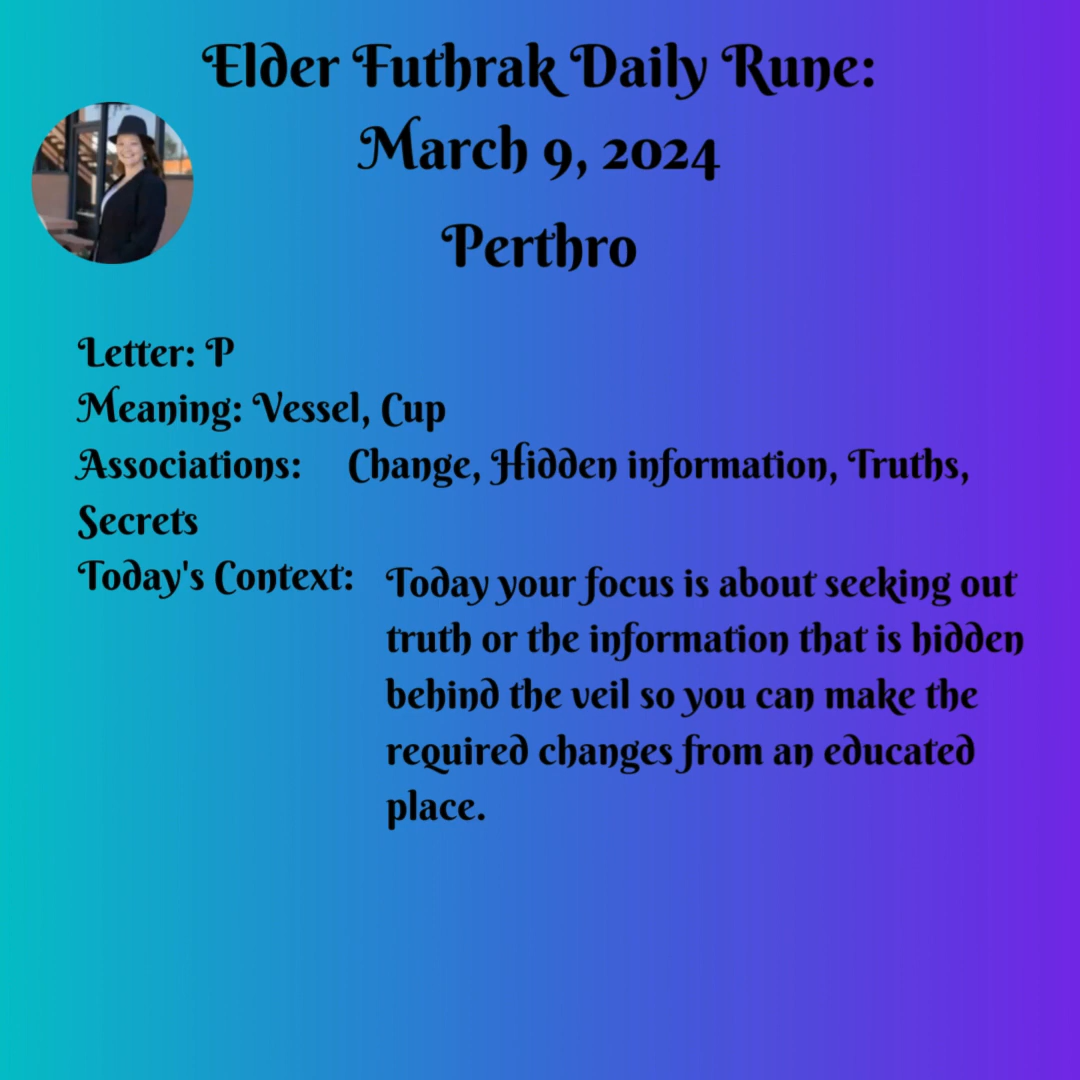 Elder Futhrak Daily Rune:
March 9, 2024
Perthro
Letter: P
Meaning: Vessel, Cup
Associations: Change, Hidden information, Truths,
Secrets
Today's Context: Today your focus is about seeking out
truth or the information that is hidden
behind the veil so you can make the
required changes from an educated
place.